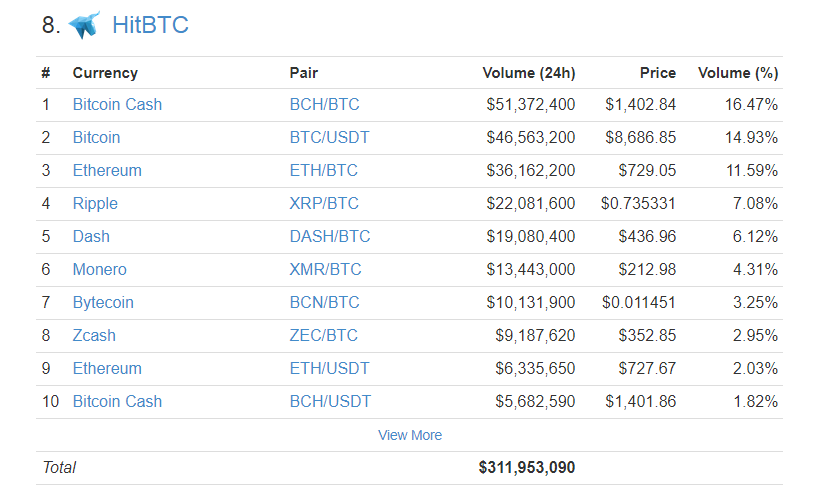 8. HitBTC
# Currency Pair Volume (24h) Price Volume (%)
1 Bitcoin Cash BCH/BTC $51,372,400 $1,402.84 16.47%
2 Bitcoin BTC/USDT $46,563,200 $8,686.85 14.93%
3 Ethereum ETH/BTC $36,162,200 $729.05 11.59%
4 Ripple XRP/BTC $22,081,600 $0.735331 7.08%
5 Dash DASH/BTC $19,080,400 $436.96 6.12%
6 Monero XMR/BTC $13,443,000 $212.98 4.31%
7 Bytecoin BCN/BTC $10,131,900 $0.011451 3.25%
8 Zcash ZEC/BTC $9,187,620 $352.85 2.95%
9 Ethereum ETH/USDT $6,335,650 $727.67 2.03%
10 Bitcoin Cash BCH/USDT $5,682,590 $1,401.86 1.82%
View More
Total $311,953,090